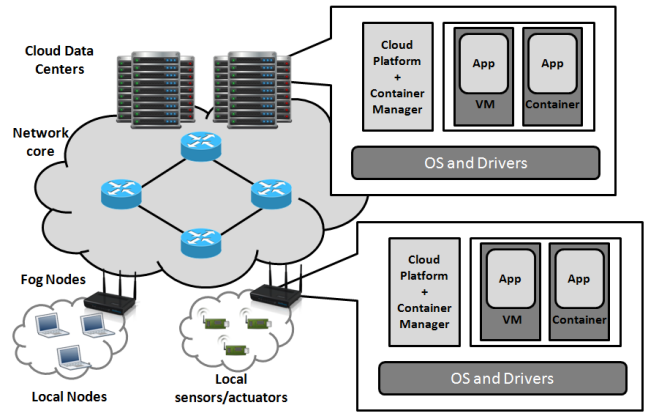 Cloud Data
Centers
Network
core
Fog Nodes
Local Nodes
Local
sensors/actuators
Cloud
Platform
+
Container
Manager
App
VM
App
Container
OS and Drivers
Cloud
Platform
+
Container
Manager
App
VM
App
Container
OS and Drivers